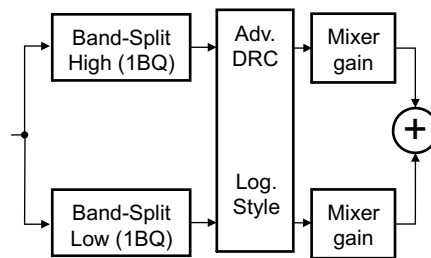 Band-Split
High (1BQ)
Adv.
DRC
Mixer
gain
+
Band-Split
Low (1BQ)
Log.
Style
Mixer
gain